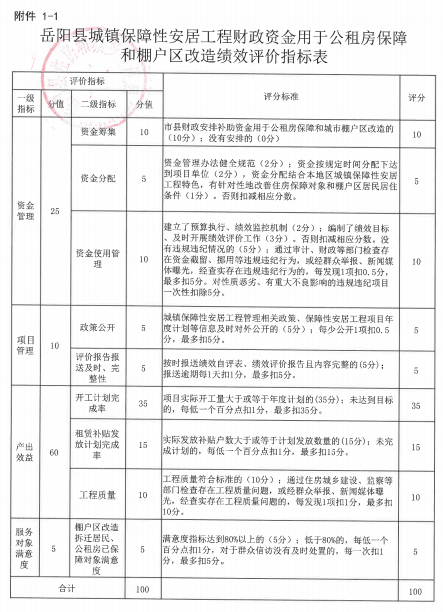 附件 1-1
岳阳县城镇保障性安居工程财政资金用于公租房保障
和棚户区改造绩效评价指标表
评价指标
评分标准
评分
一级
指标
分值
二级指标
分值
资金
管理
25
资金筹集
10
市县财政安排补助资金用于公租房保障和城市棚户区改造的
(10分)；没有安排的（0分）
10
资金分配
5
资金管理办法健全规范（2分）；资金按规定时间分配下达
到项目单位（2分），资金分配结合本地区城镇保障性安居
工程特色，有针对性地改善住房保障对象和棚户区居民居住
条件（1分）。否则扣减相应分数。
5
资金使用管
理
10
建立了预算执行、绩效监控机制（2分）；编制了绩效目标
、及时开展绩效评价工作（3分）。否则扣减相应分数。没
有违规违纪情况的（5分）；通过审计、财政等部门检查存
在资金截留、挪用等违规违纪行为，或经群众举报、新闻媒
体曝光，经查实存在违规违纪行为的，每发现1项扣0.5分，
最多扣5分。对性质恶劣、有重大不良影响的违规违纪项目
一次性扣除5分。
10
项目
管理
10
政策公开
5
城镇保障性安居工程管理相关政策、保障性安居工程项目年
度计划等信息及时对外公开的（5分）；每少公开1项扣0.5
分，最多扣5分。
5
评价报告报
送及时、完
整性
5
按时报送绩效自评表、绩效评价报告且内容完整的(5分)；
报送逾期每1天扣1分，最多扣5分。
5
产出
效益
60
开工计划完
成率
35
项目实际开工量大于或等于年度计划的(35分)；未达到目标
的，每低一个百分点扣1分，最多扣35分。
35
租赁补贴发
放计划完成
率
15
实际发放补贴户数大于或等于计划发放数量的(15分)；未完
成计划的，每低一个百分点扣1分，最多扣15分。
15
工程质量
10
工程质量符合标准的（10分）；通过住房城乡建设、监察等
部门检查存在工程质量问题，或经群众举报、新闻媒体曝
光，经查实存在工程质量问题的，每发现1项扣1分，最多扣
10分。
10
服务
对象
满意
度
5
棚户区改造
拆迁居民、
公租房已保
障对象满意
度
5
满意度指标达到80%以上的（5分）；低于80%的，每低一个
百分点扣1分，对于群众信访没有及时处置的，每一次扣1
分，最多扣5分。
5
合计
100
100